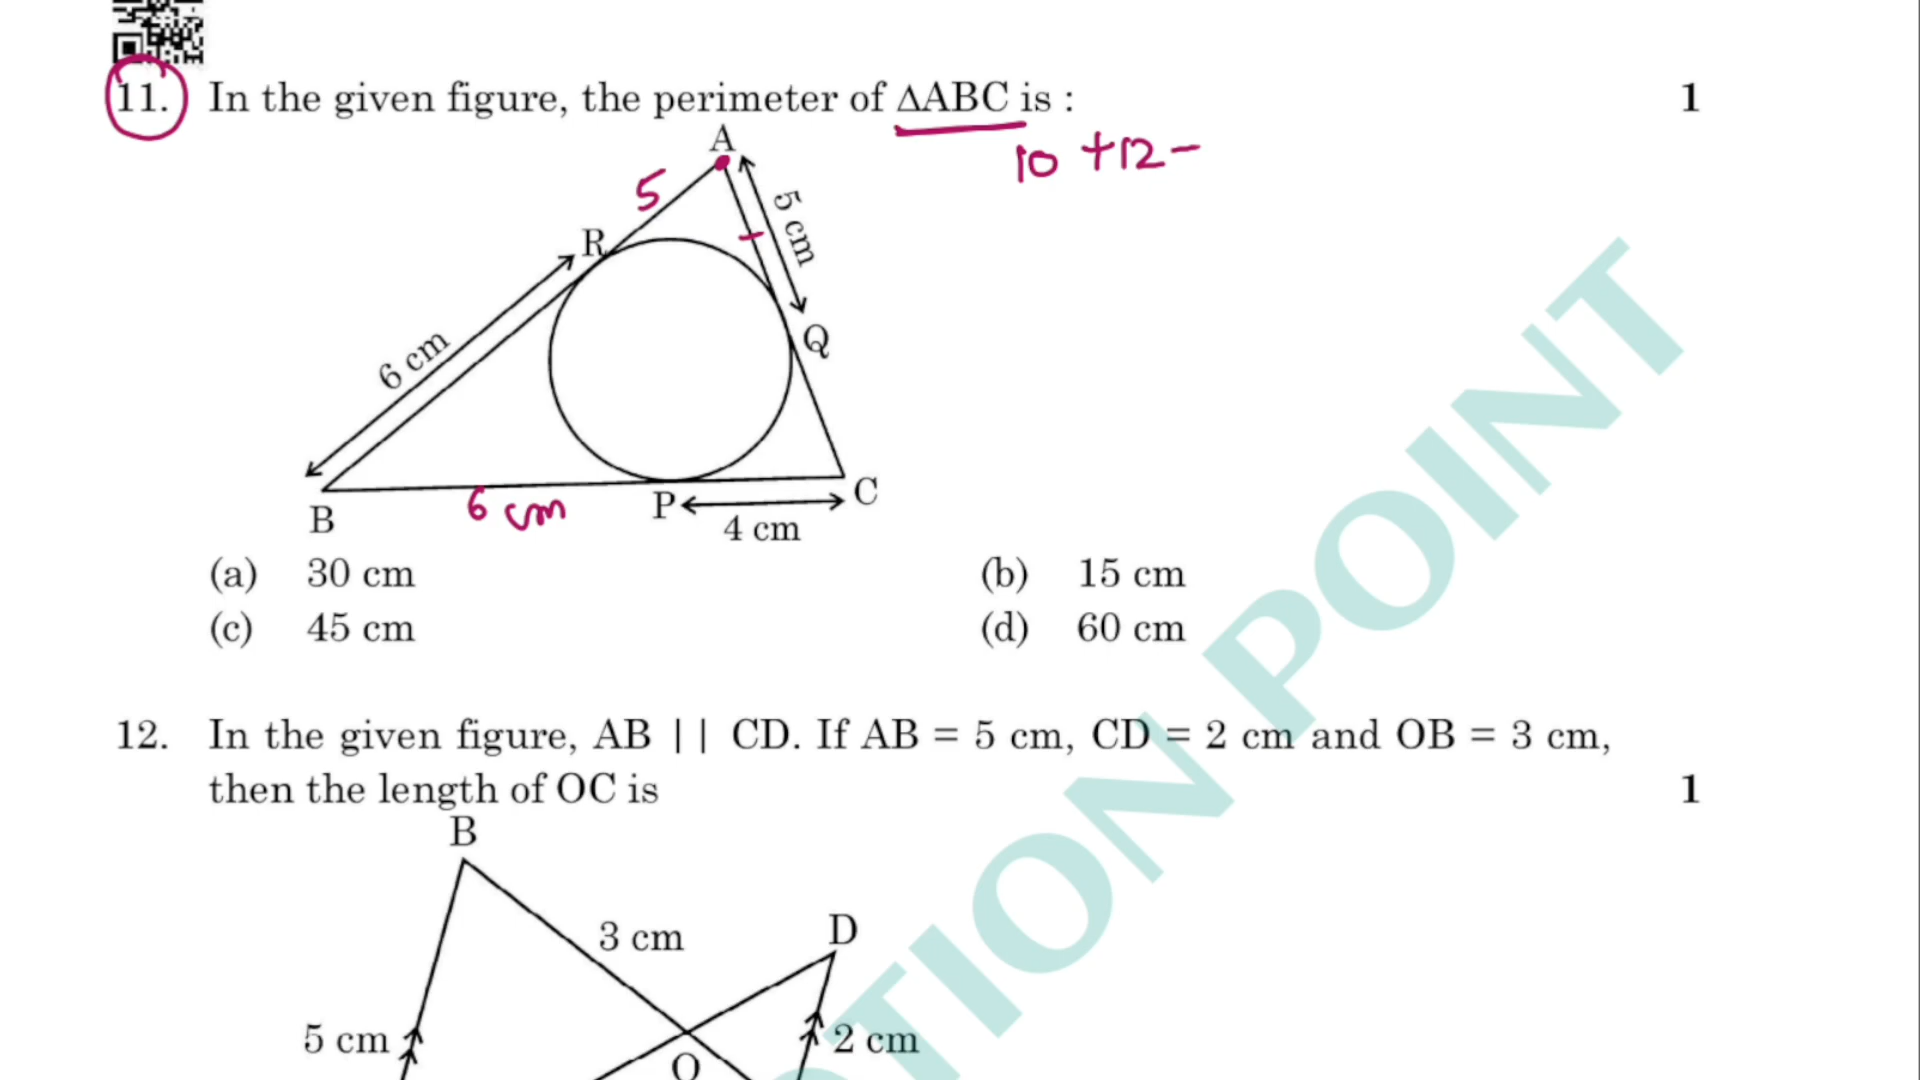 11. In the given figure, the perimeter of ΔABC is : 1
10 +12 -
A
5
5 cm
R
6 cm
Q
B
6 cm
P
C
4 cm
(a) 30 cm (b) 15 cm
(c) 45 cm (d) 60 cm
12. In the given figure, AB || CD. If AB = 5 cm, CD = 2 cm and OB = 3 cm,
then the length of OC is 1
B
3 cm
D
5 cm
2 cm
O
TION POINT